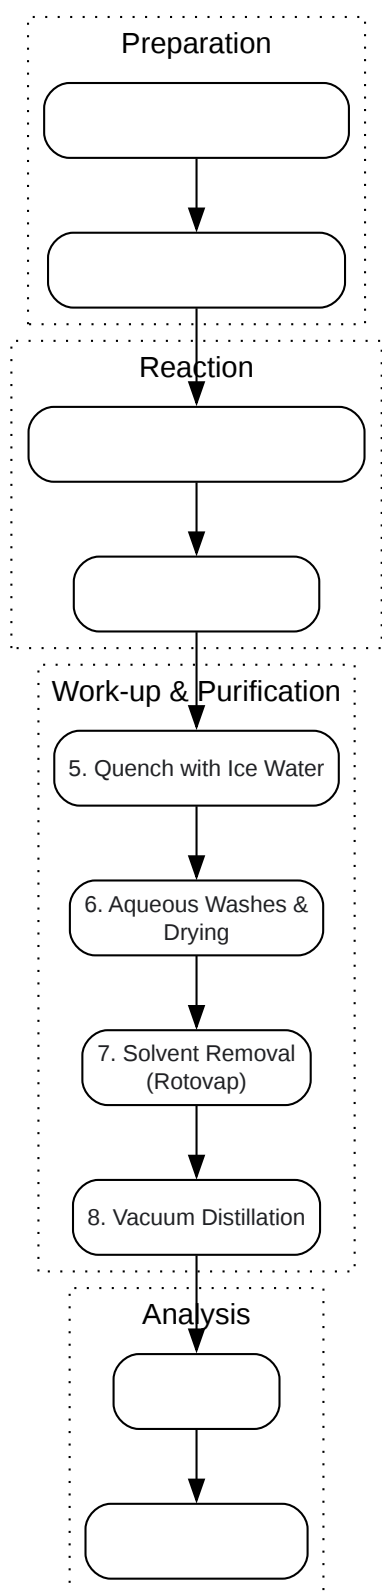 Preparation
Reaction
Work-up & Purification
5. Quench with Ice Water
6. Aqueous Washes &
Drying
7. Solvent Removal
(Rotovap)
8. Vacuum Distillation
Analysis